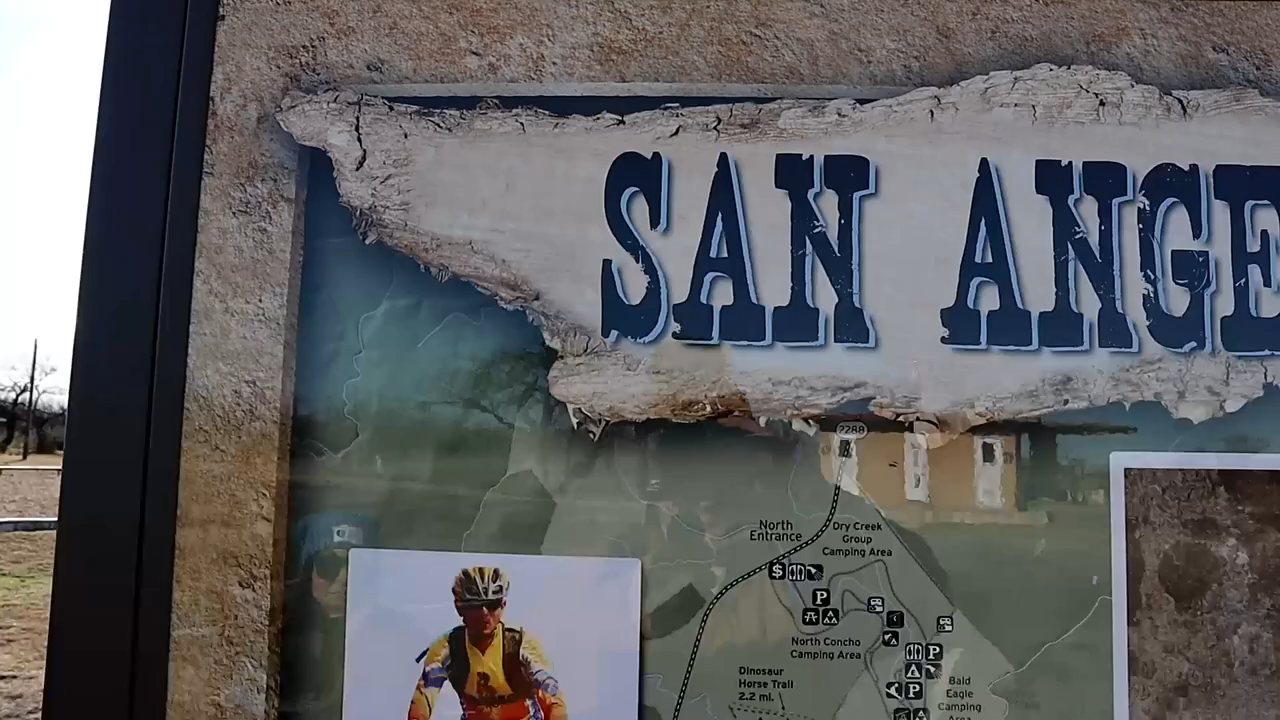 SAN ANGE
2288
North
Entrance
Dry Creek
Group
Camping Area
$
P
North Concho
Camping Area
P
P
Dinosaur
Horse Trail
2.2 mi.
Bald
Eagle
Camping
Area